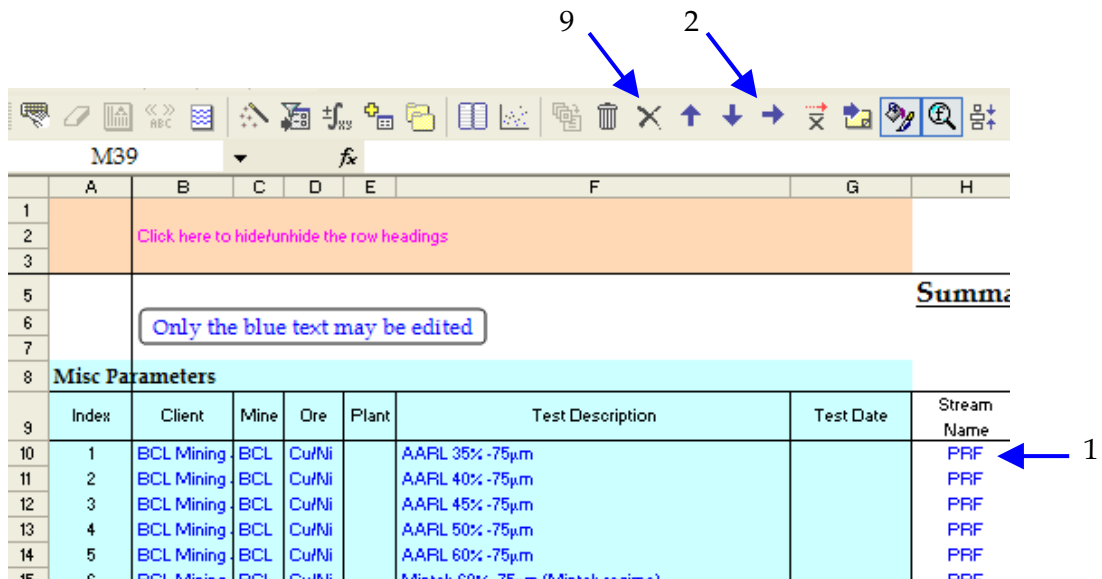 9 2
ABC xy
M39 fx
A B C D E F G H
1
2 Click here to hide/unhide the row headings
3
5 Summa
6 Only the blue text may be edited
7
8 Misc Parameters
9 Index Client Mine Ore Plant Test Description Test Date Stream Name
10 1 BCL Mining BCL Cu/Ni AARL 35% -75µm PRF 1
11 2 BCL Mining BCL Cu/Ni AARL 40% -75µm PRF
12 3 BCL Mining BCL Cu/Ni AARL 45% -75µm PRF
13 4 BCL Mining BCL Cu/Ni AARL 50% -75µm PRF
14 5 BCL Mining BCL Cu/Ni AARL 60% -75µm PRF